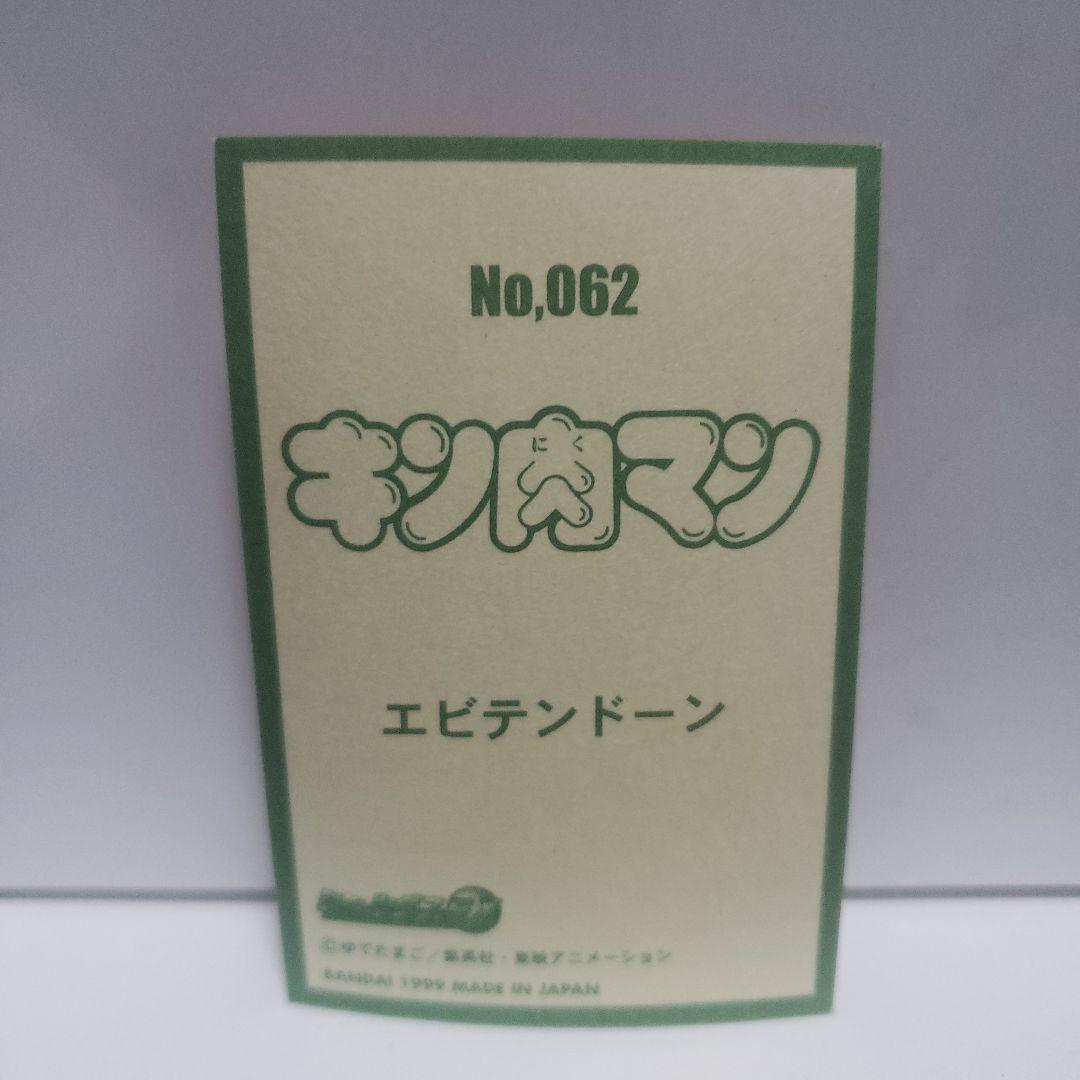 No,062
キン肉マン
にく
エビテンドーン
©ゆでたまご／集英社・東映アニメーション
BANDAI 1999 MADE IN JAPAN